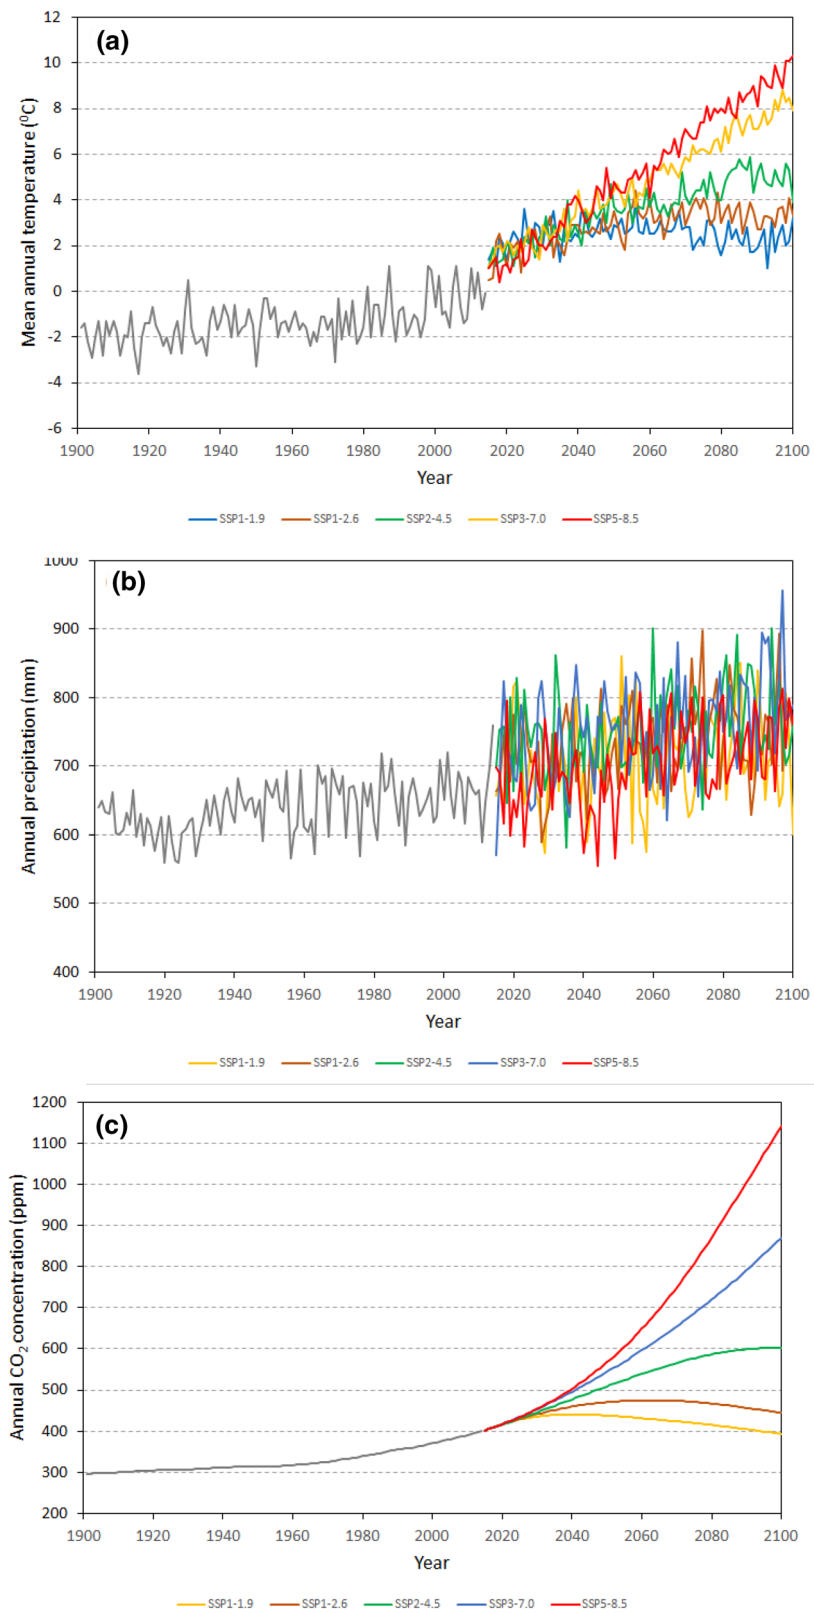 (a)
12
10
8
6
4
2
0
-2
-4
-6
Mean annual temperature (⁰C)
1900 1920 1940 1960 1980 2000 2020 2040 2060 2080 2100
Year
SSP1-1.9 SSP1-2.6 SSP2-4.5 SSP3-7.0 SSP5-8.5
(b)
1000
900
800
700
600
500
400
Annual precipitation (mm)
1900 1920 1940 1960 1980 2000 2020 2040 2060 2080 2100
Year
SSP1-1.9 SSP1-2.6 SSP2-4.5 SSP3-7.0 SSP5-8.5
(c)
1200
1100
1000
900
800
700
600
500
400
300
200
Annual CO₂ concentration (ppm)
1900 1920 1940 1960 1980 2000 2020 2040 2060 2080 2100
Year
SSP1-1.9 SSP1-2.6 SSP2-4.5 SSP3-7.0 SSP5-8.5